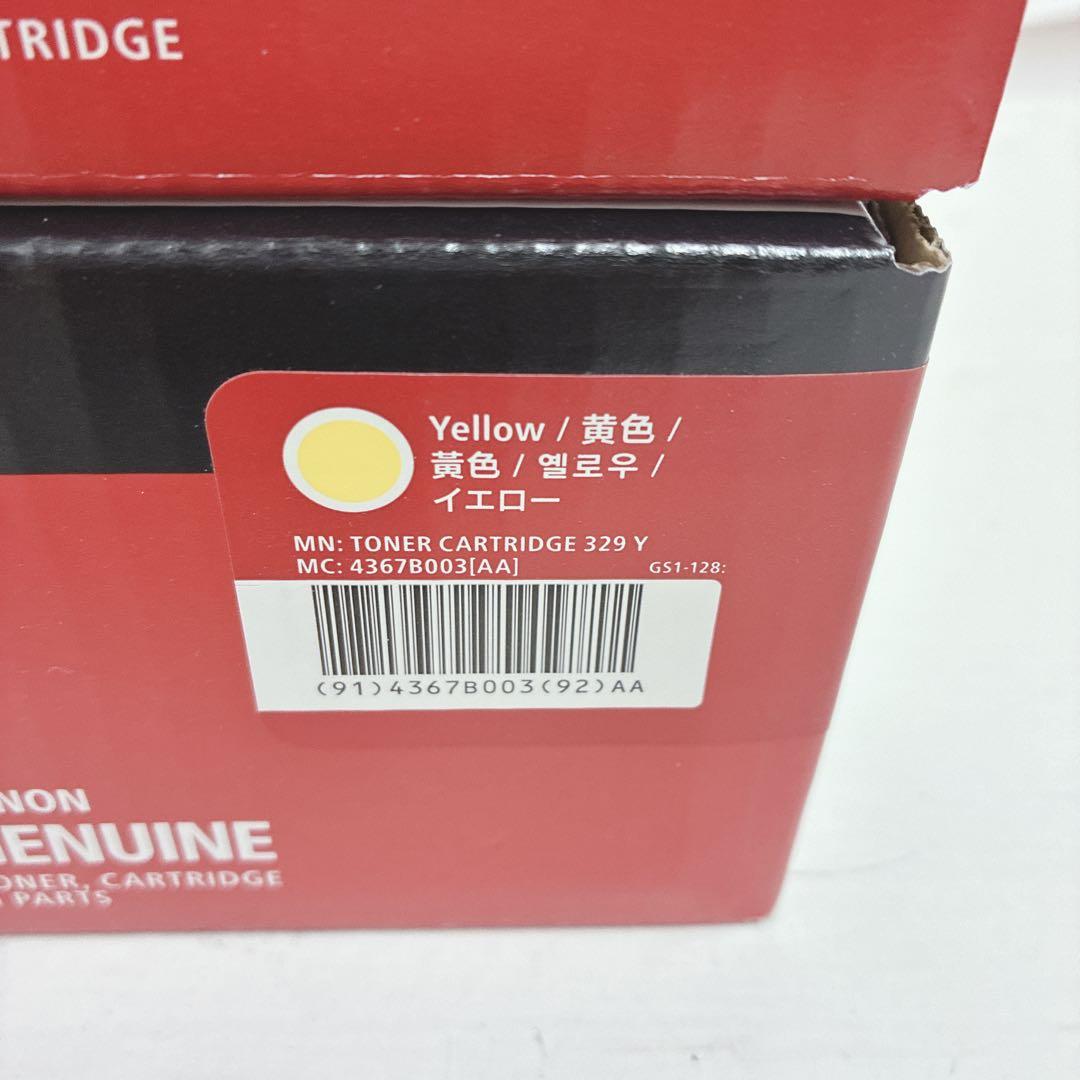 TRIDGE
Yellow / 黄色 /
黃色 / 옐로우 /
イエロー
MN: TONER CARTRIDGE 329 Y
MC: 4367B003[AA]
GS1-128:
(91)4367B003(92)AA
NON
ENUINE
ONER, CARTRIDGE
PARTS